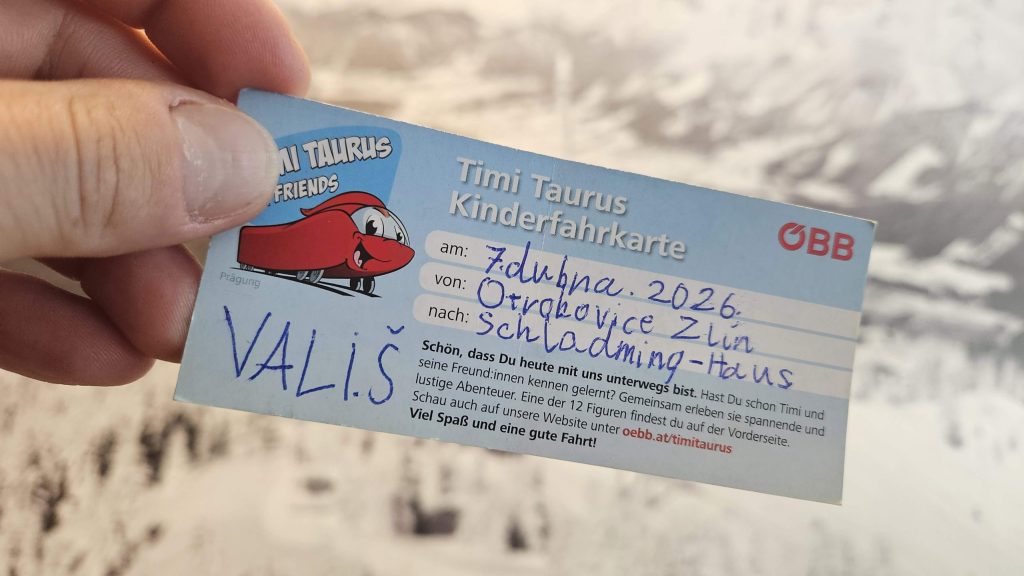 MI TAURUS
FRIENDS
Prägung
VALIŠ
Timi Taurus
Kinderfahrkarte
ÖBB
am: 7.dubna. 2026.
von: Otrokovice Zlín
nach: Schladming-Haus
Schön, dass Du heute mit uns unterwegs bist. Hast Du schon Timi und
seine Freund:innen kennen gelernt? Gemeinsam erleben sie spannende und
lustige Abenteuer. Eine der 12 Figuren findest du auf der Vorderseite.
Schau auch auf unsere Website unter oebb.at/timitaurus
Viel Spaß und eine gute Fahrt!